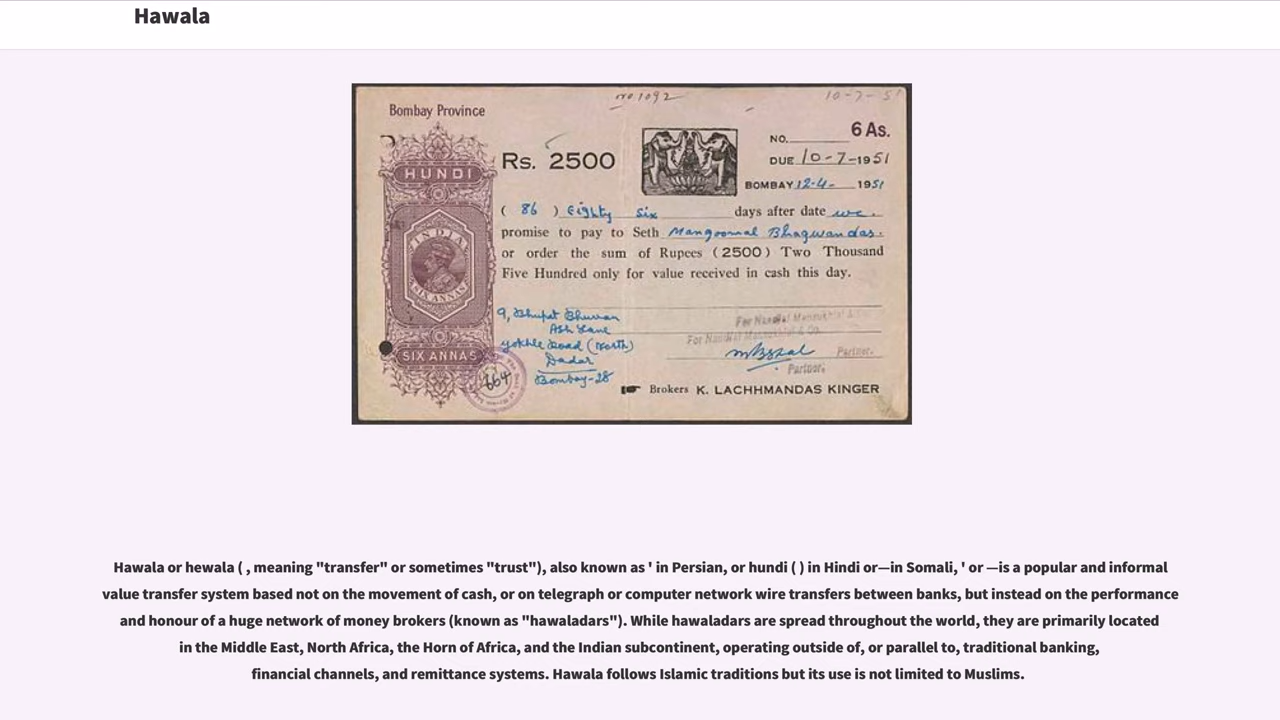 Hawala
no 1092
10-7-51
Bombay Province
6 As.
NO.
Rs. 2500
DUE 10-7-1951
HUNDI
BOMBAY 12-4- 1951
( 86 ) Eighty Six days after date we.
promise to pay to Seth Mangoomal Bhagwandas.
or order the sum of Rupees (2500) Two Thousand
Five Hundred only for value received in cash this day.
INDIA
SIX ANNAS
9, Bhupat Bhuvan
Ash Lane
Gokhle Road (North)
Dadar
Bombay-28
Partner.
Partner.
SIX ANNAS
664
Brokers K. LACHHMANDAS KINGER
Hawala or hewala ( , meaning "transfer" or sometimes "trust"), also known as ' in Persian, or hundi ( ) in Hindi or—in Somali, ' or —is a popular and informal
value transfer system based not on the movement of cash, or on telegraph or computer network wire transfers between banks, but instead on the performance
and honour of a huge network of money brokers (known as "hawaladars"). While hawaladars are spread throughout the world, they are primarily located
in the Middle East, North Africa, the Horn of Africa, and the Indian subcontinent, operating outside of, or parallel to, traditional banking,
financial channels, and remittance systems. Hawala follows Islamic traditions but its use is not limited to Muslims.